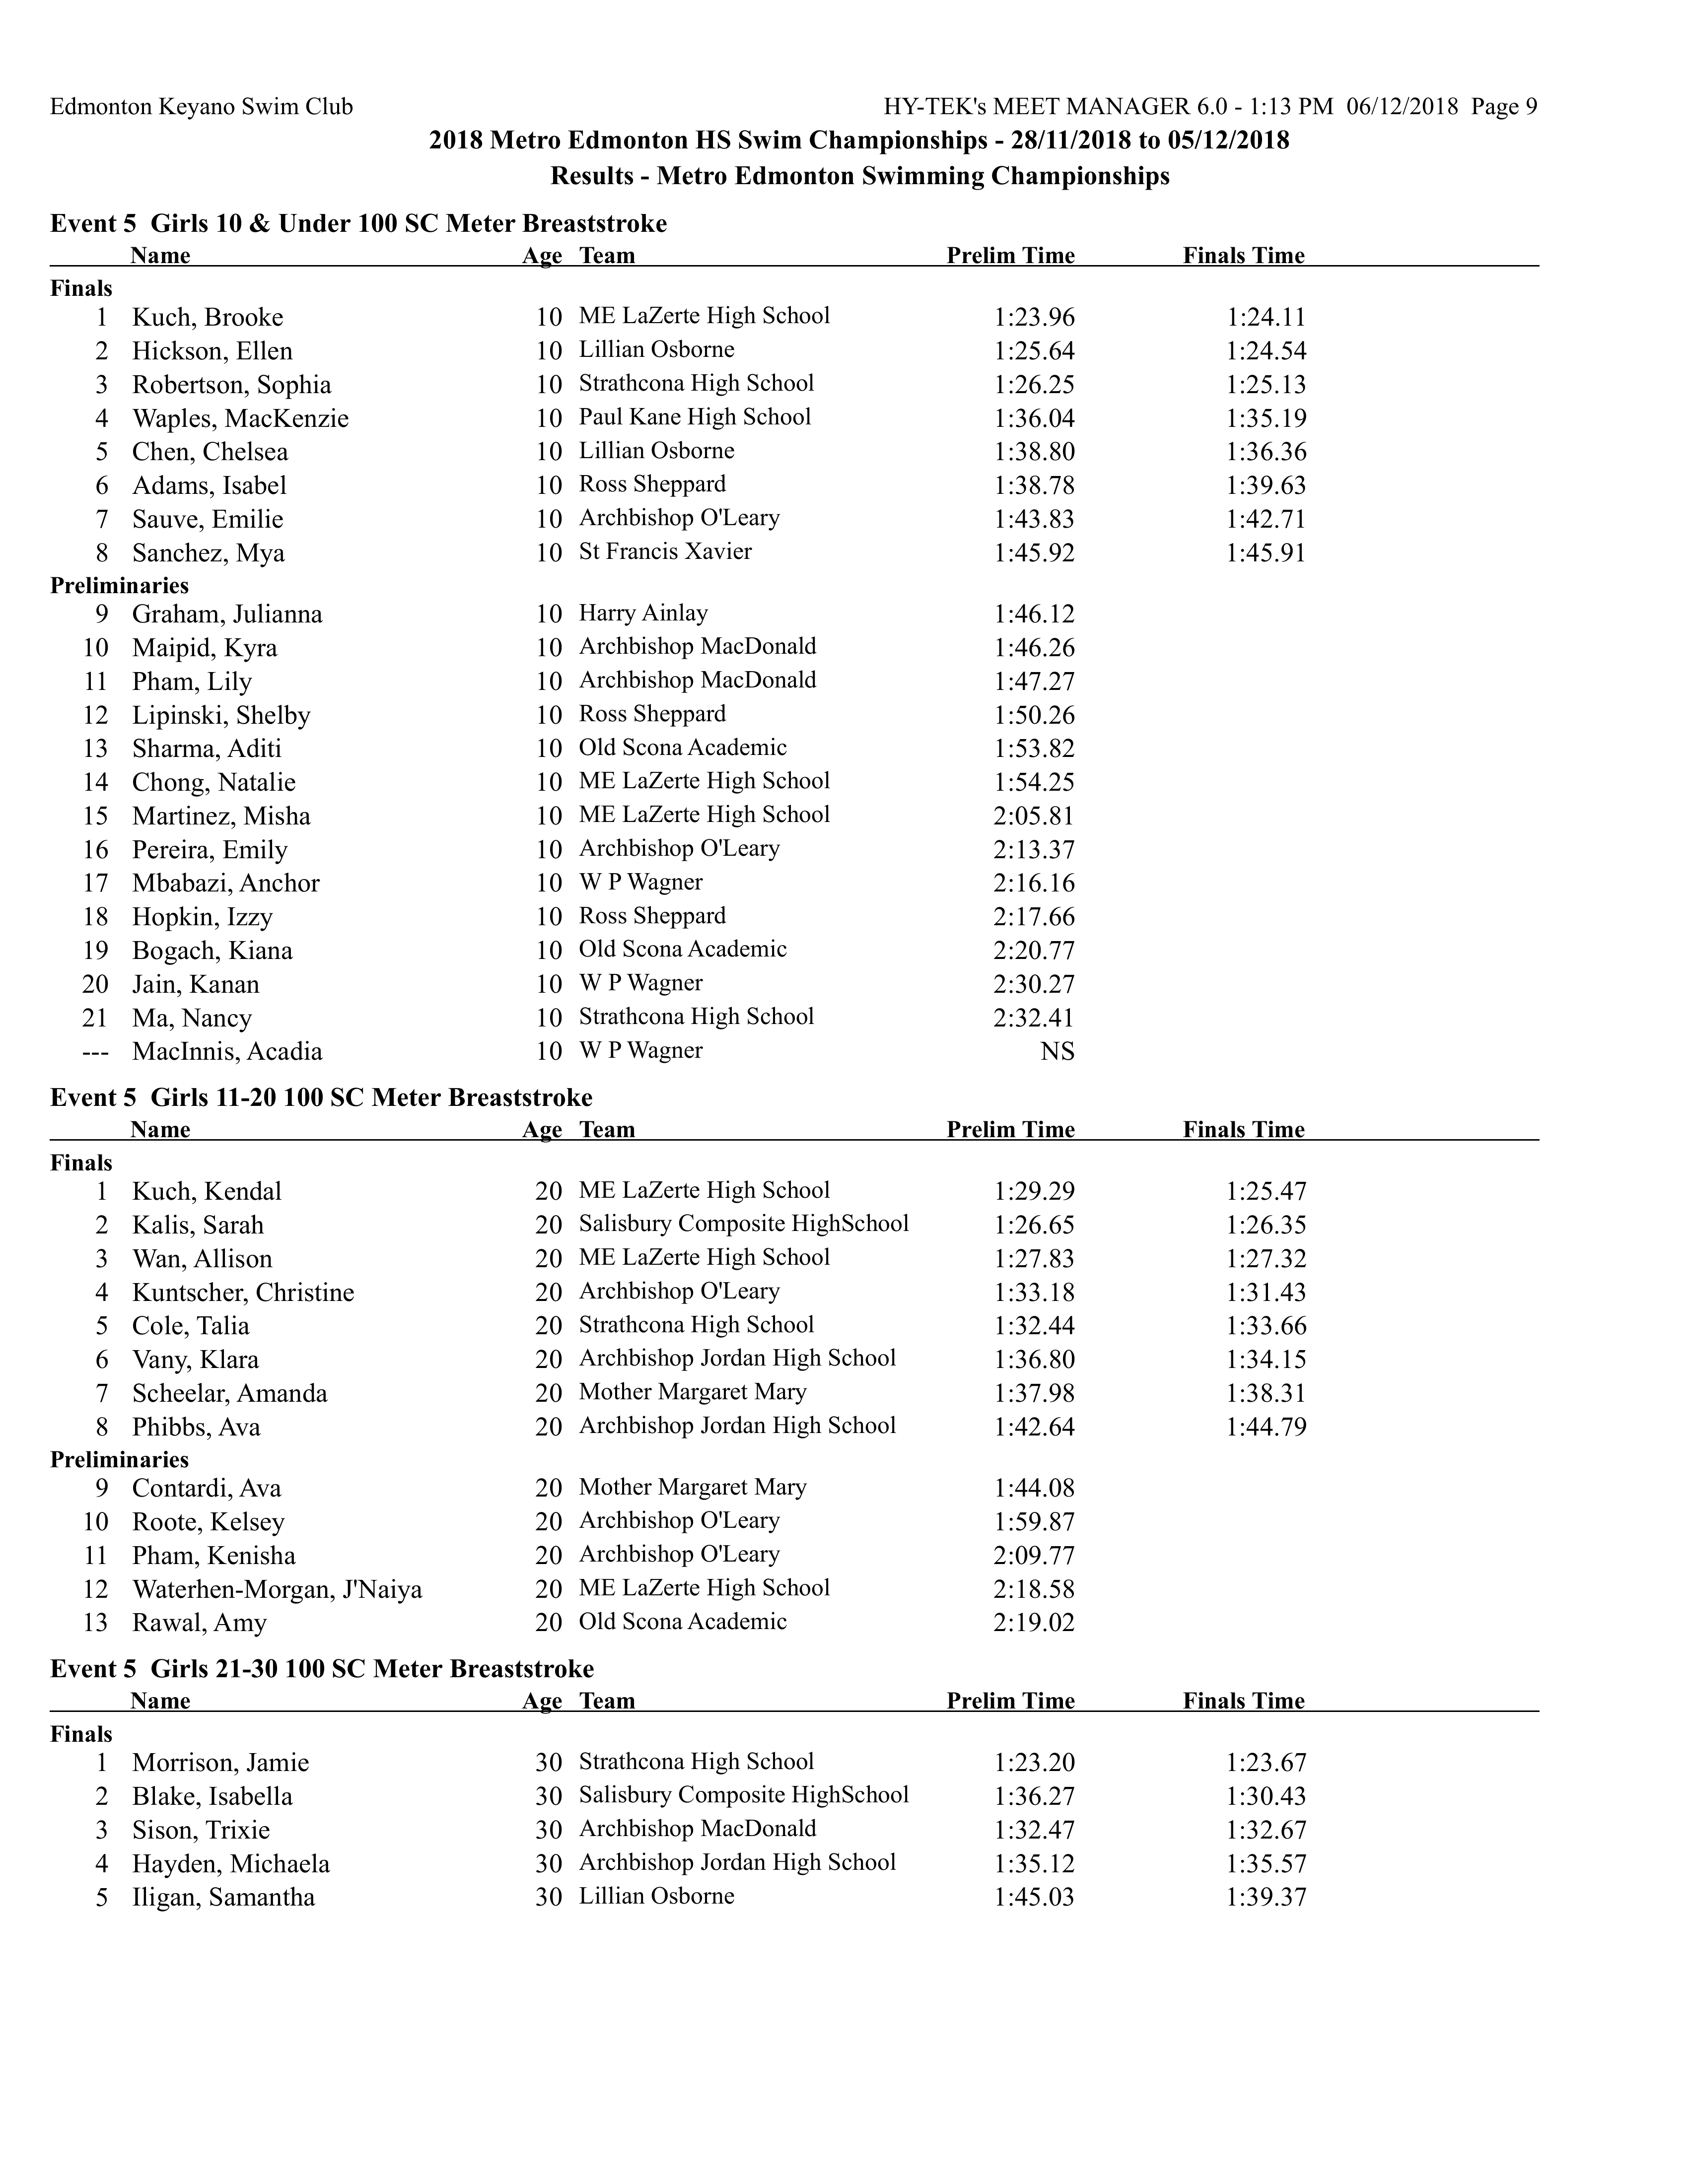 Edmonton Keyano Swim Club HY-TEK's MEET MANAGER 6.0 - 1:13 PM 06/12/2018 Page 9
2018 Metro Edmonton HS Swim Championships - 28/11/2018 to 05/12/2018
Results - Metro Edmonton Swimming Championships
Event 5 Girls 10 & Under 100 SC Meter Breaststroke
Name Age Team Prelim Time Finals Time
Finals
1 Kuch, Brooke 10 ME LaZerte High School 1:23.96 1:24.11
2 Hickson, Ellen 10 Lillian Osborne 1:25.64 1:24.54
3 Robertson, Sophia 10 Strathcona High School 1:26.25 1:25.13
4 Waples, MacKenzie 10 Paul Kane High School 1:36.04 1:35.19
5 Chen, Chelsea 10 Lillian Osborne 1:38.80 1:36.36
6 Adams, Isabel 10 Ross Sheppard 1:38.78 1:39.63
7 Sauve, Emilie 10 Archbishop O'Leary 1:43.83 1:42.71
8 Sanchez, Mya 10 St Francis Xavier 1:45.92 1:45.91
Preliminaries
9 Graham, Julianna 10 Harry Ainlay 1:46.12
10 Maipid, Kyra 10 Archbishop MacDonald 1:46.26
11 Pham, Lily 10 Archbishop MacDonald 1:47.27
12 Lipinski, Shelby 10 Ross Sheppard 1:50.26
13 Sharma, Aditi 10 Old Scona Academic 1:53.82
14 Chong, Natalie 10 ME LaZerte High School 1:54.25
15 Martinez, Misha 10 ME LaZerte High School 2:05.81
16 Pereira, Emily 10 Archbishop O'Leary 2:13.37
17 Mbabazi, Anchor 10 W P Wagner 2:16.16
18 Hopkin, Izzy 10 Ross Sheppard 2:17.66
19 Bogach, Kiana 10 Old Scona Academic 2:20.77
20 Jain, Kanan 10 W P Wagner 2:30.27
21 Ma, Nancy 10 Strathcona High School 2:32.41
--- MacInnis, Acadia 10 W P Wagner NS
Event 5 Girls 11-20 100 SC Meter Breaststroke
Name Age Team Prelim Time Finals Time
Finals
1 Kuch, Kendal 20 ME LaZerte High School 1:29.29 1:25.47
2 Kalis, Sarah 20 Salisbury Composite HighSchool 1:26.65 1:26.35
3 Wan, Allison 20 ME LaZerte High School 1:27.83 1:27.32
4 Kuntscher, Christine 20 Archbishop O'Leary 1:33.18 1:31.43
5 Cole, Talia 20 Strathcona High School 1:32.44 1:33.66
6 Vany, Klara 20 Archbishop Jordan High School 1:36.80 1:34.15
7 Scheelar, Amanda 20 Mother Margaret Mary 1:37.98 1:38.31
8 Phibbs, Ava 20 Archbishop Jordan High School 1:42.64 1:44.79
Preliminaries
9 Contardi, Ava 20 Mother Margaret Mary 1:44.08
10 Roote, Kelsey 20 Archbishop O'Leary 1:59.87
11 Pham, Kenisha 20 Archbishop O'Leary 2:09.77
12 Waterhen-Morgan, J'Naiya 20 ME LaZerte High School 2:18.58
13 Rawal, Amy 20 Old Scona Academic 2:19.02
Event 5 Girls 21-30 100 SC Meter Breaststroke
Name Age Team Prelim Time Finals Time
Finals
1 Morrison, Jamie 30 Strathcona High School 1:23.20 1:23.67
2 Blake, Isabella 30 Salisbury Composite HighSchool 1:36.27 1:30.43
3 Sison, Trixie 30 Archbishop MacDonald 1:32.47 1:32.67
4 Hayden, Michaela 30 Archbishop Jordan High School 1:35.12 1:35.57
5 Iligan, Samantha 30 Lillian Osborne 1:45.03 1:39.37